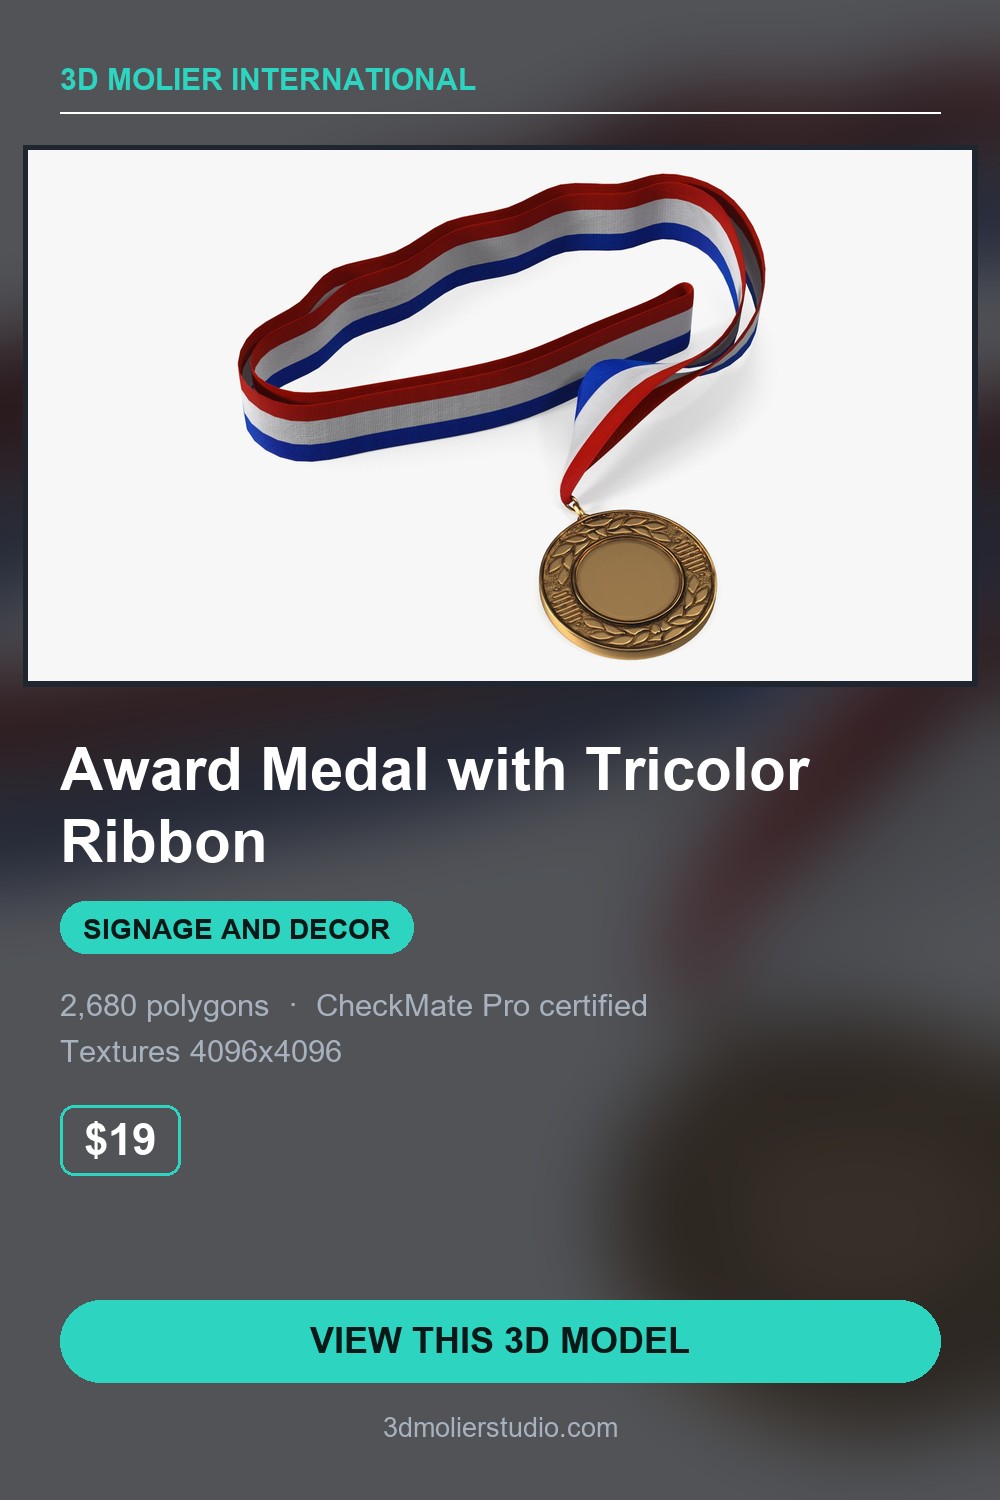 3D MOLIER INTERNATIONAL
Award Medal with Tricolor
Ribbon
SIGNAGE AND DECOR
2,680 polygons · CheckMate Pro certified
Textures 4096x4096
$19
VIEW THIS 3D MODEL
3dmolierstudio.com